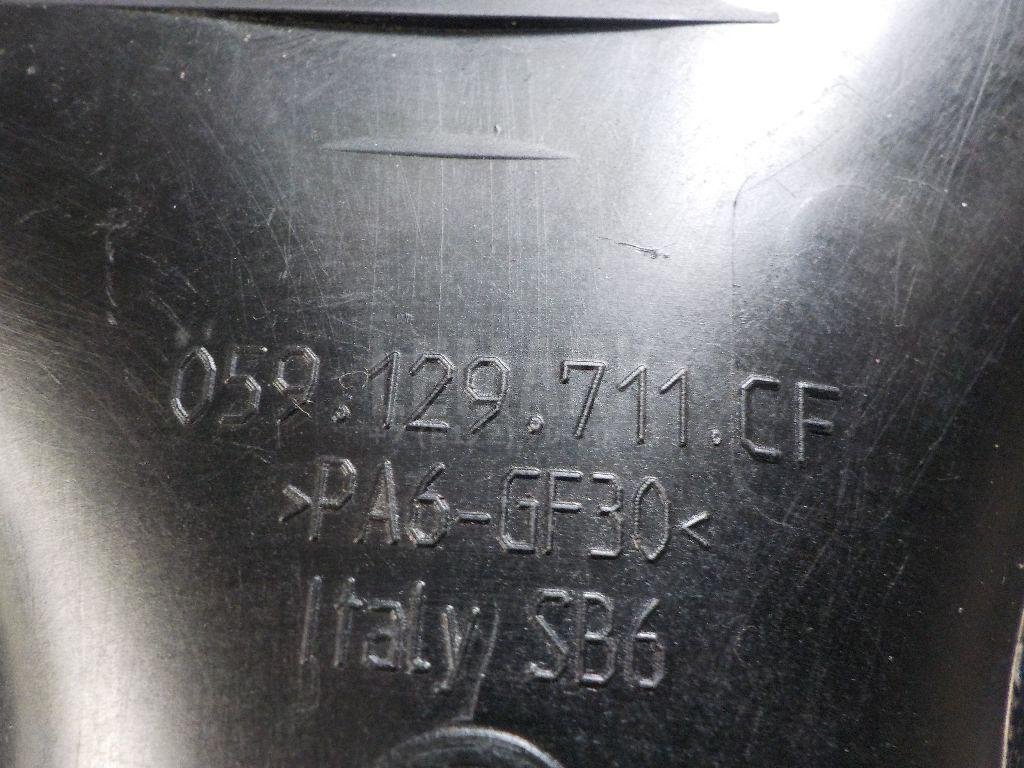 059.129.711.CF
>PA6-GF30<
Italy SB6